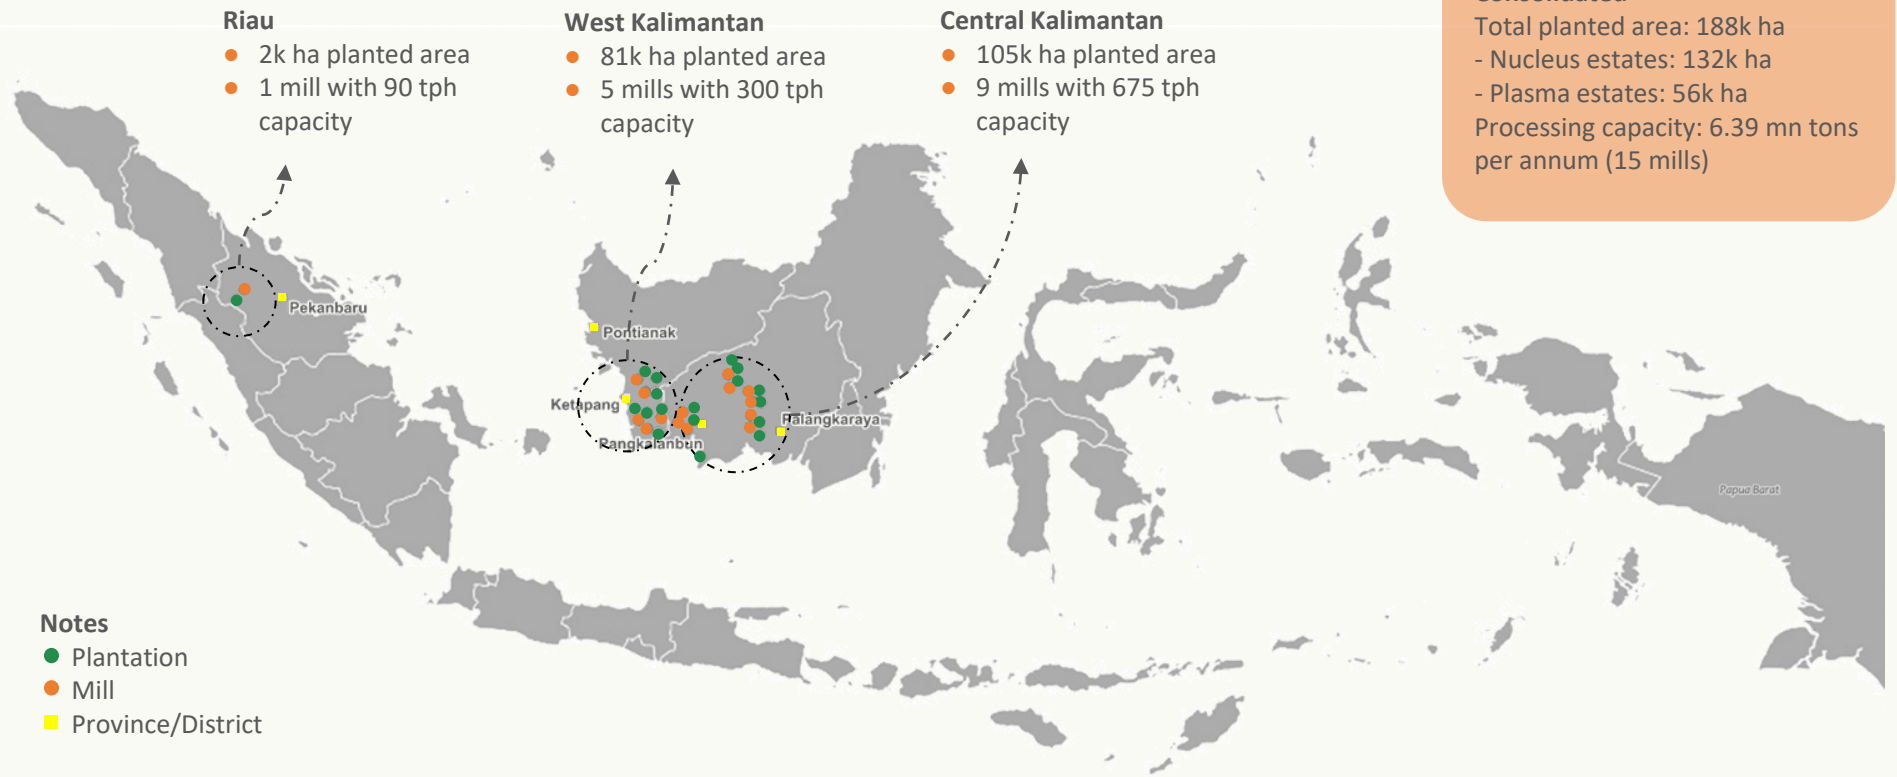 Riau
2k ha planted area
1 mill with 90 tph
capacity
West Kalimantan
81k ha planted area
5 mills with 300 tph
capacity
Central Kalimantan
105k ha planted area
9 mills with 675 tph
capacity
Consolidated
Total planted area: 188k ha
- Nucleus estates: 132k ha
- Plasma estates: 56k ha
Processing capacity: 6.39 mn tons
per annum (15 mills)
Pekanbaru
Pontianak
Ketapang
Palangkaraya
Pangkalanbun
Papua Barat
Notes
Plantation
Mill
Province/District